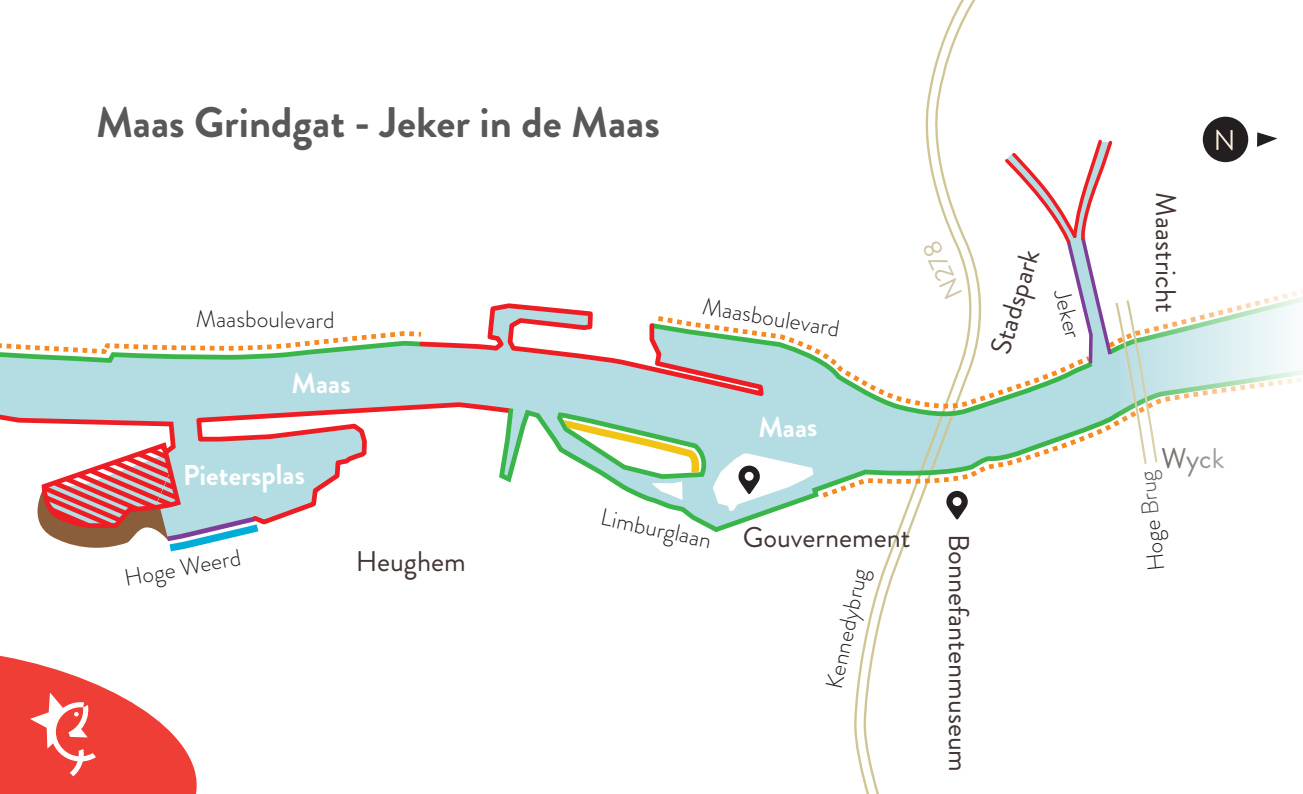 Maas Grindgat - Jeker in de Maas
N
Maastricht
N278
Stadspark
Jeker
Maasboulevard
Maasboulevard
Maas
Maas
Pietersplas
Wyck
Hoge Brug
Limburglaan
Gouvernement
Hoge Weerd
Heughem
Kennedybrug
Bonnefantenmuseum